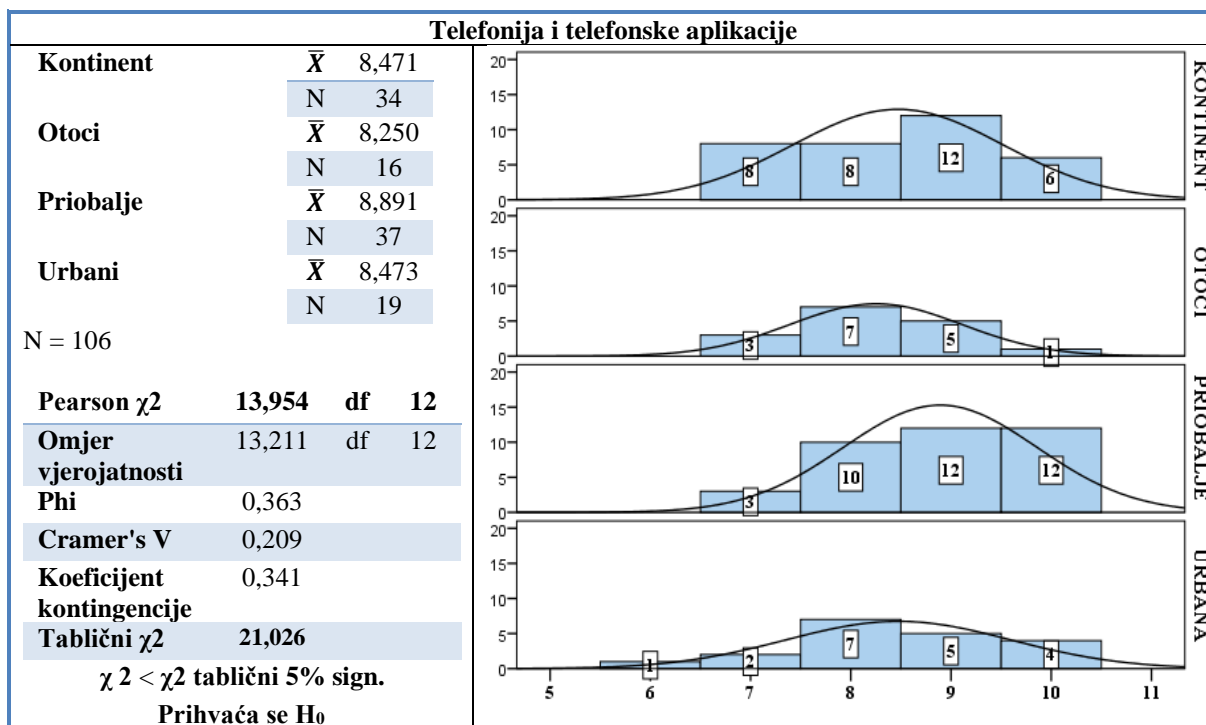 Telefonija i telefonske aplikacije
Kontinent X̄ 8,471
N 34
Otoci X̄ 8,250
N 16
Priobalje X̄ 8,891
N 37
Urbani X̄ 8,473
N 19
N = 106
Pearson χ2 13,954 df 12
Omjer 13,211 df 12
vjerojatnosti
Phi 0,363
Cramer's V 0,209
Koeficijent 0,341
kontingencije
Tablični χ2 21,026
χ 2 < χ2 tablični 5% sign.
Prihvaća se H₀
20
15
10
5
0
8 8 12 6
KONTINENT
20
15
10
5
0
3 7 5 1
OTOCI
20
15
10
5
0
3 10 12 12
PRIOBALJE
20
15
10
5
0
1 2 7 5 4
URBANA
5 6 7 8 9 10 11